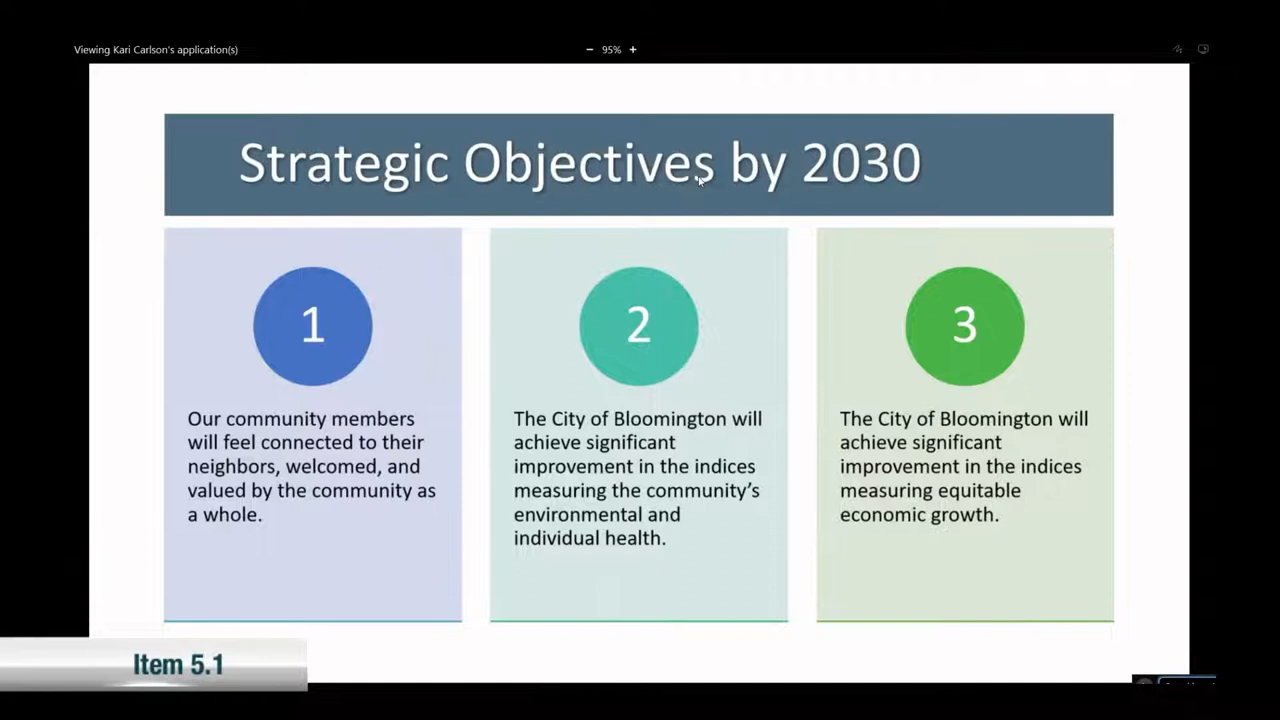 Viewing Kari Carlson's application(s)
95%
Strategic Objectives by 2030
1
Our community members
will feel connected to their
neighbors, welcomed, and
valued by the community as
a whole.
2
The City of Bloomington will
achieve significant
improvement in the indices
measuring the community’s
environmental and
individual health.
3
The City of Bloomington will
achieve significant
improvement in the indices
measuring equitable
economic growth.
Item 5.1